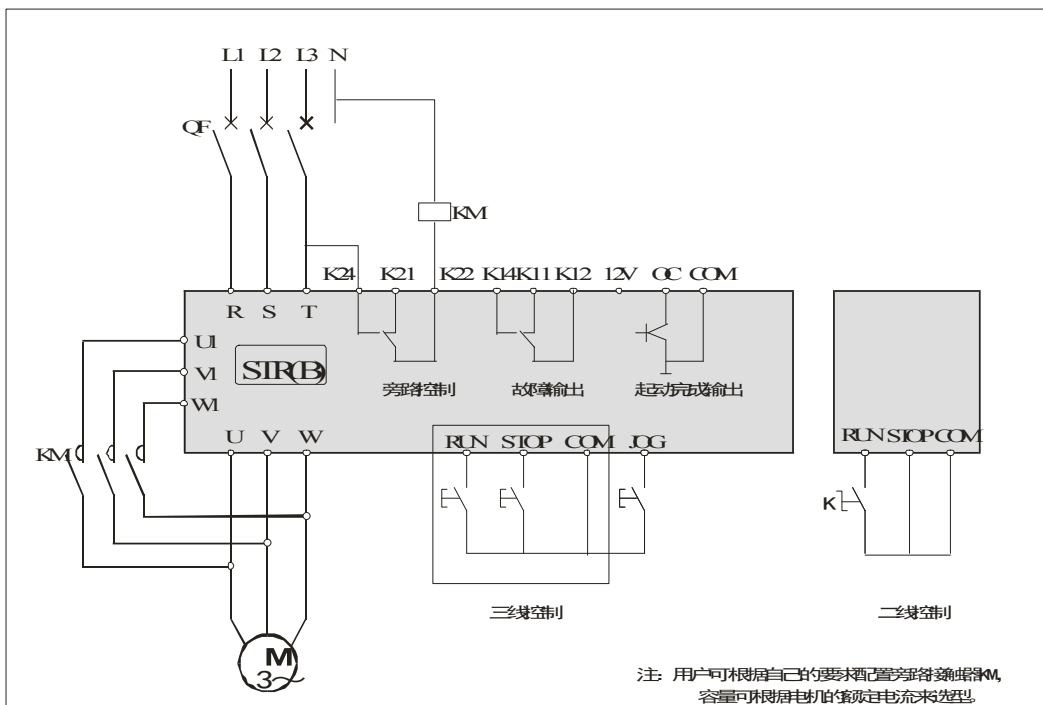 L1 L2 L3 N
QF
KM
K24 K21 K22 K14 K11 K12 12V OC COM
R S T
U1
STR(B)
V1
旁路控制 故障输出 起动完成输出
W1
U V W
RUN STOP COM JOG
RUN STOP COM
KM
K
三线控制
二线控制
M
3～
注: 用户可根据自己的要求配置旁路接触器KM,
容量可根据电机的额定电流来选型。